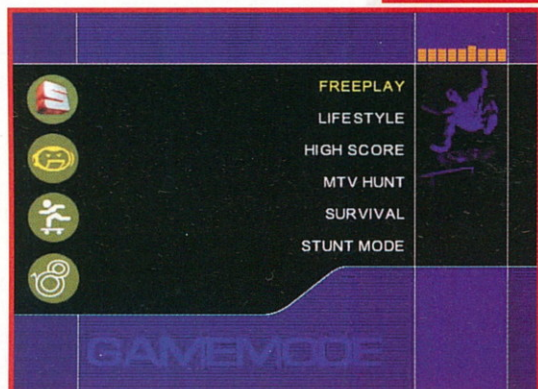 S
FREEPLAY
LIFESTYLE
HIGH SCORE
MTV HUNT
SURVIVAL
STUNT MODE
GAMEMODE